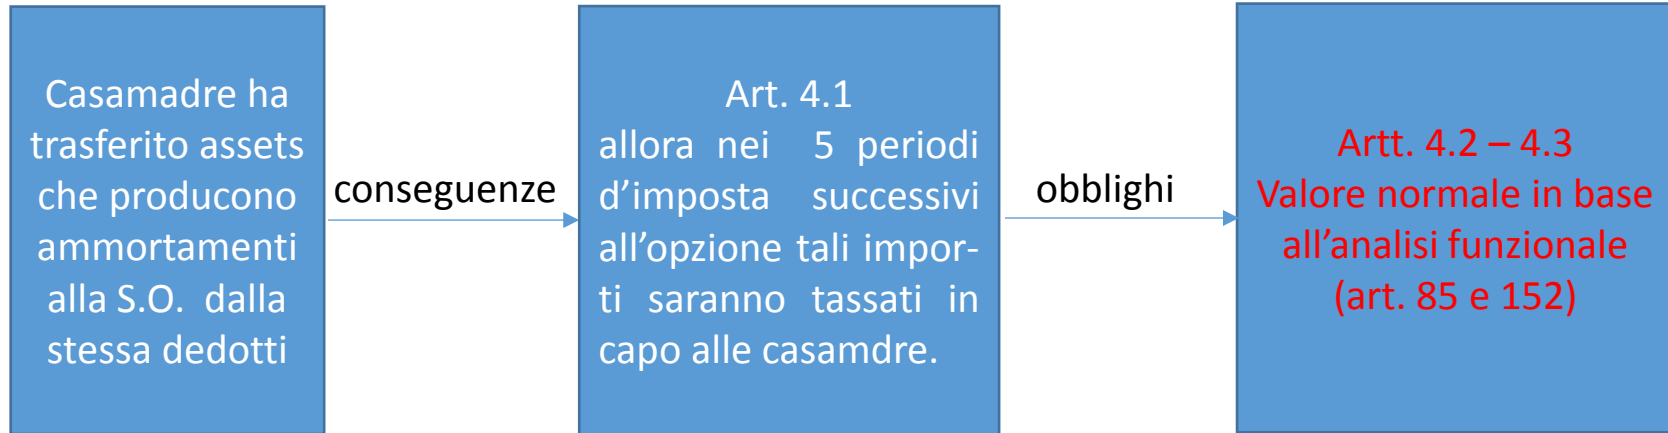 Casamadre ha
trasferito assets
che producono
ammortamenti
alla S.O. dalla
stessa dedotti
conseguenze
Art. 4.1
allora nei 5 periodi
d'imposta successivi
all'opzione tali impor-
ti saranno tassati in
capo alle casamdre.
obblighi
Artt. 4.2 – 4.3
Valore normale in base
all'analisi funzionale
(art. 85 e 152)